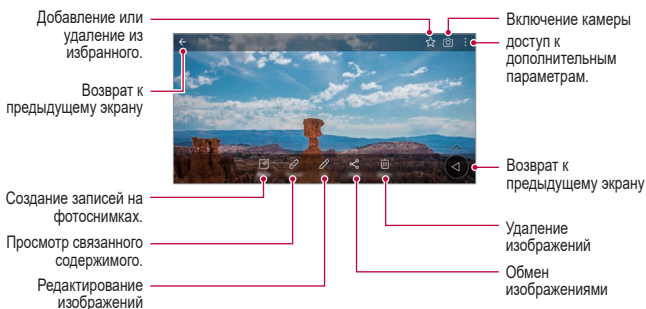 Добавление или
удаление из
избранного.
Возврат к
предыдущему экрану
Создание записей на
фотоснимках.
Просмотр связанного
содержимого.
Редактирование
изображений
Включение камеры
доступ к
дополнительным
параметрам.
Возврат к
предыдущему экрану
Удаление
изображений
Обмен
изображениями